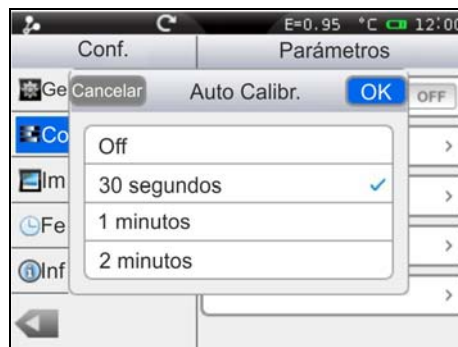 E=0.95 °C 12:00
Conf. Parámetros
Ge Cancelar Auto Calibr. OK OFF
Co
Off
Im 30 segundos
Fe 1 minutos
Inf 2 minutos